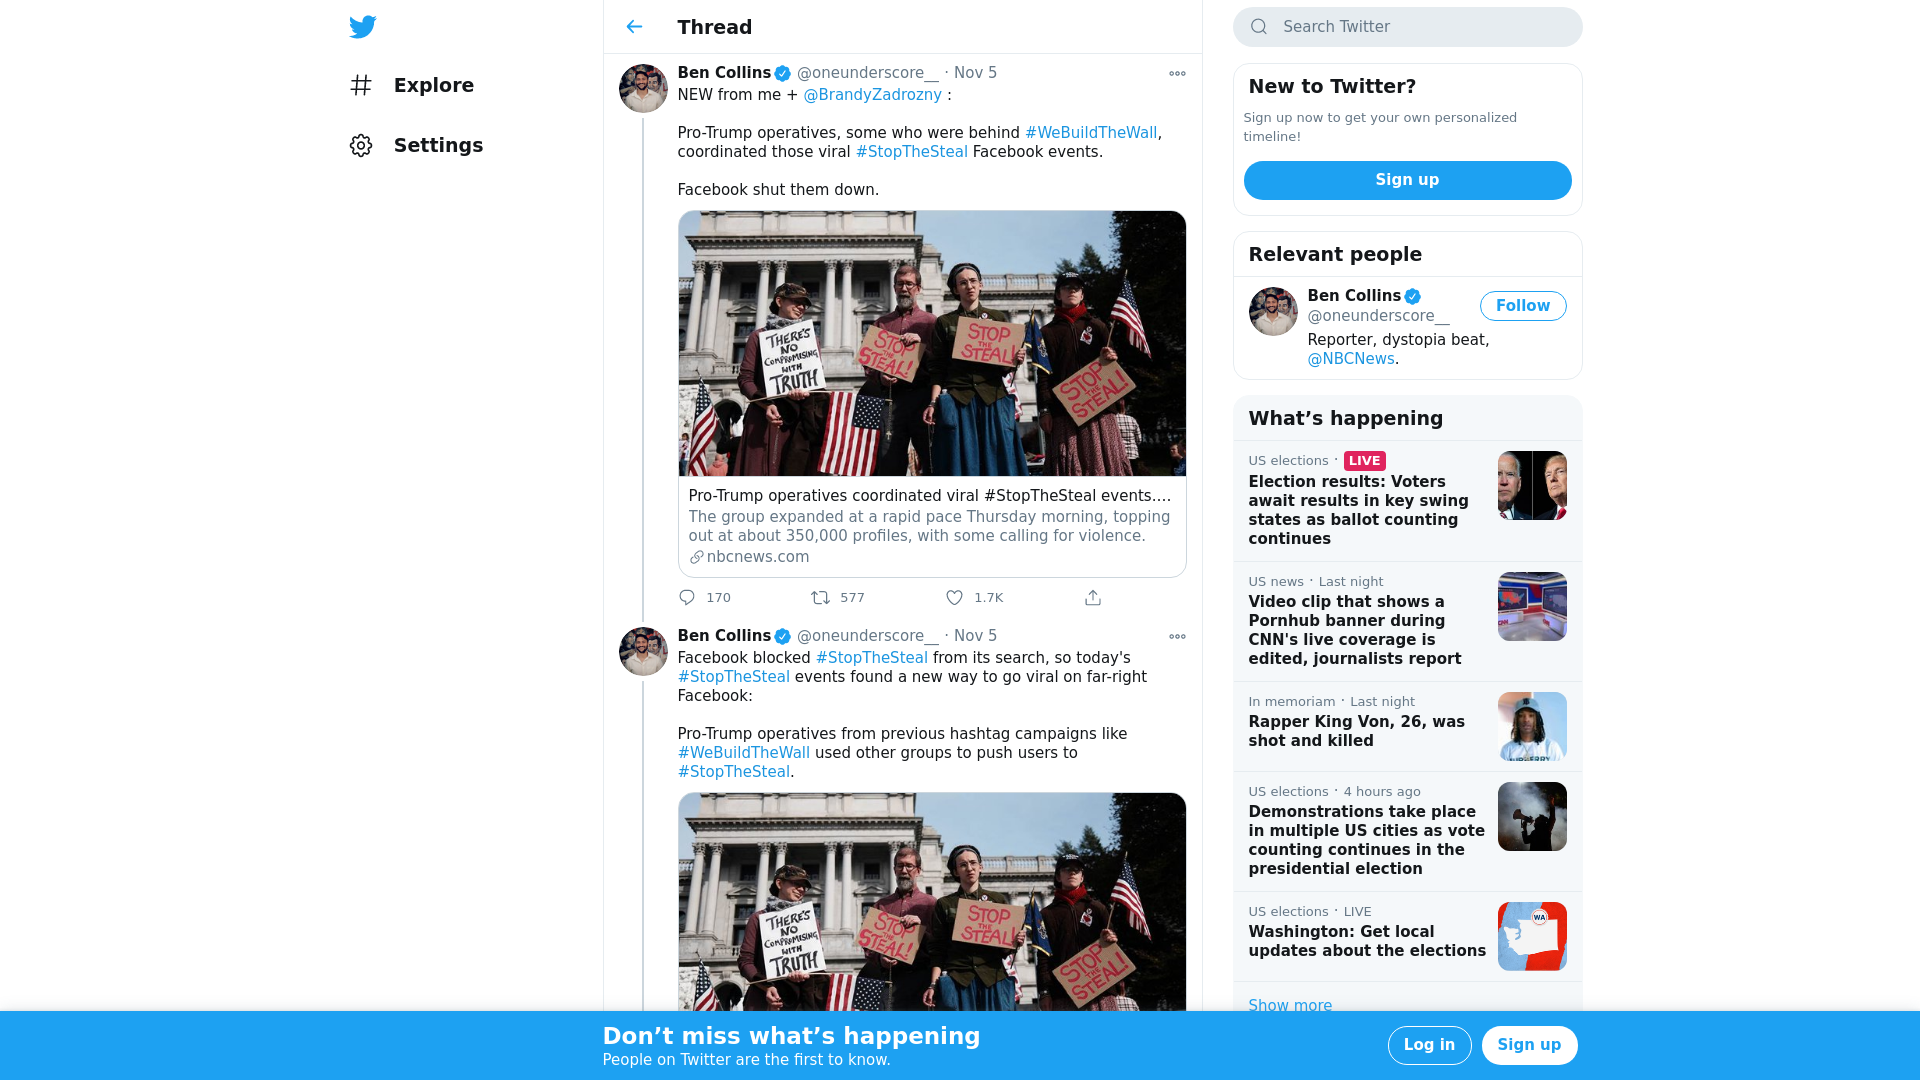 Explore
Settings
Thread
Ben Collins @oneunderscore__ · Nov 5
NEW from me + @BrandyZadrozny :
Pro-Trump operatives, some who were behind #WeBuildTheWall,
coordinated those viral #StopTheSteal Facebook events.
Facebook shut them down.
THERE'S
NO
COMPROMISING
WITH
TRUTH
STOP
THE
STEAL!
STOP
THE
STEAL!
STOP
THE
STEAL!
Pro-Trump operatives coordinated viral #StopTheSteal events....
The group expanded at a rapid pace Thursday morning, topping
out at about 350,000 profiles, with some calling for violence.
nbcnews.com
170 577 1.7K
Ben Collins @oneunderscore__ · Nov 5
Facebook blocked #StopTheSteal from its search, so today's
#StopTheSteal events found a new way to go viral on far-right
Facebook:
Pro-Trump operatives from previous hashtag campaigns like
#WeBuildTheWall used other groups to push users to
#StopTheSteal.
THERE'S
NO
COMPROMISING
WITH
TRUTH
STOP
THE
STEAL!
STOP
THE
STEAL!
STOP
THE
STEAL!
Search Twitter
New to Twitter?
Sign up now to get your own personalized
timeline!
Sign up
Relevant people
Ben Collins
@oneunderscore__
Follow
Reporter, dystopia beat,
@NBCNews.
What's happening
US elections · LIVE
Election results: Voters
await results in key swing
states as ballot counting
continues
US news · Last night
Video clip that shows a
Pornhub banner during
CNN's live coverage is
edited, journalists report
In memoriam · Last night
Rapper King Von, 26, was
shot and killed
US elections · 4 hours ago
Demonstrations take place
in multiple US cities as vote
counting continues in the
presidential election
US elections · LIVE
Washington: Get local
updates about the elections
WA
Show more
Don’t miss what’s happening
People on Twitter are the first to know.
Log in
Sign up